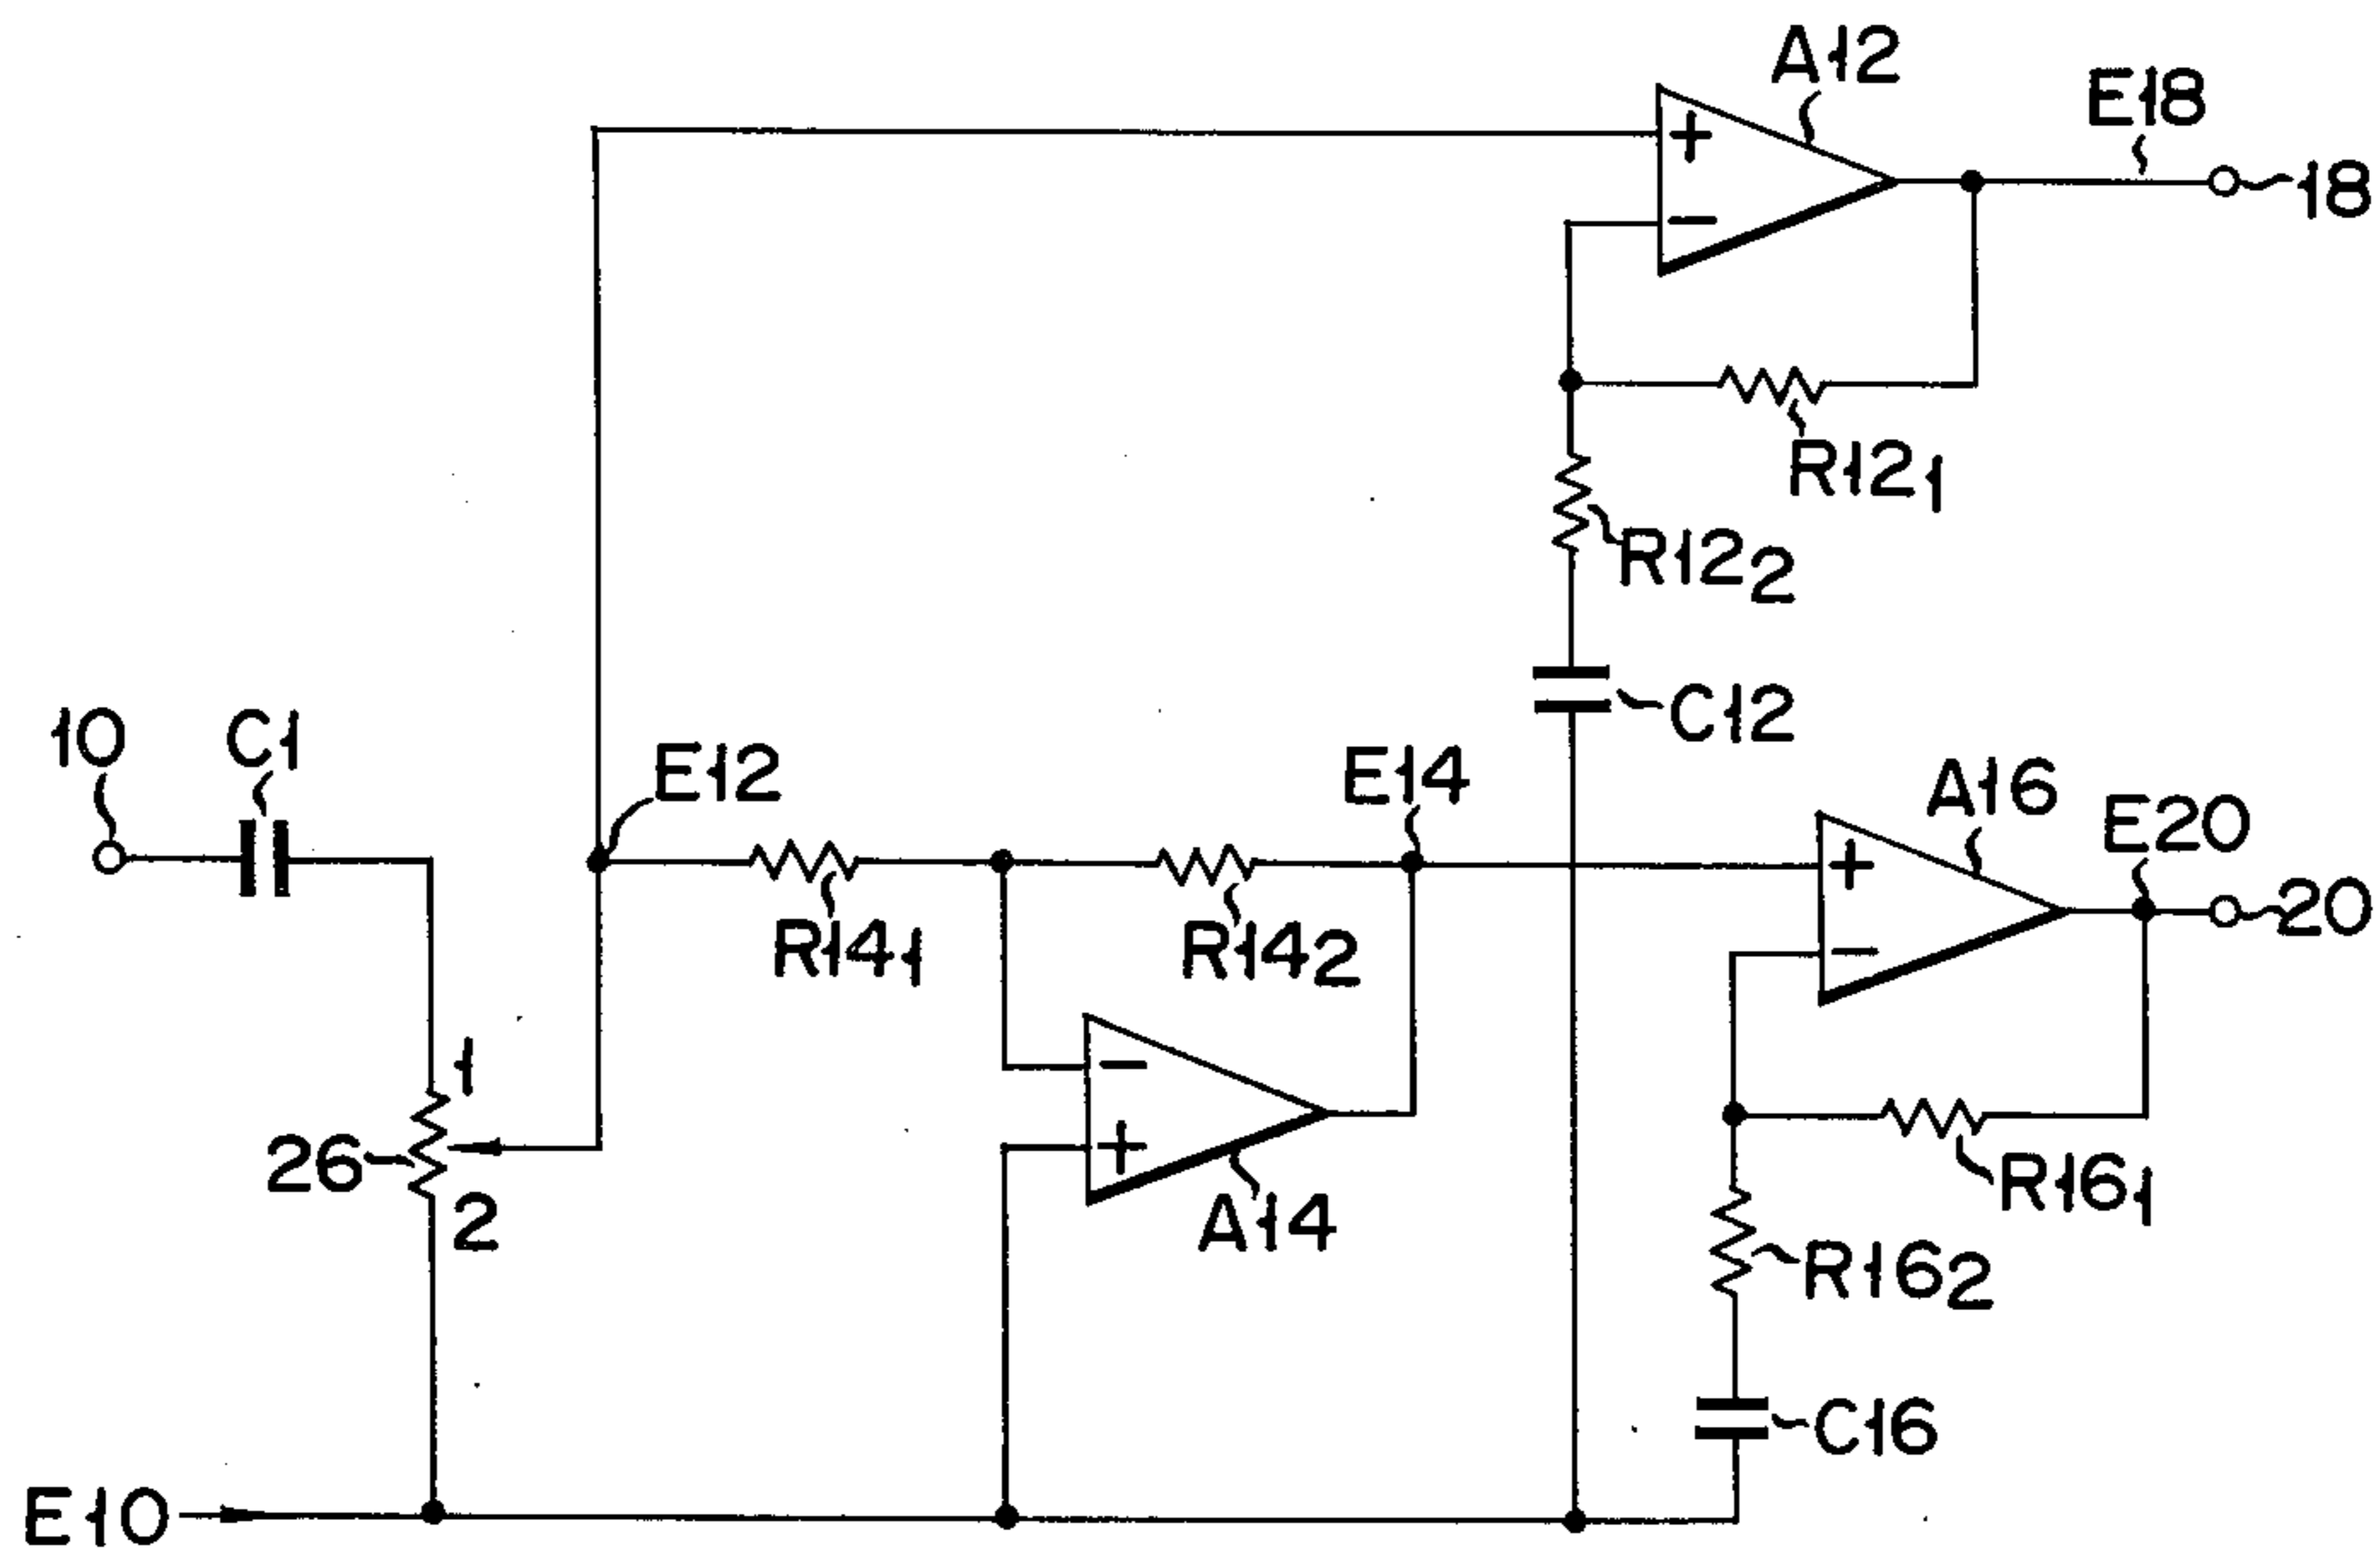 A12
E18
+
18
−
R12₁
R12₂
C12
10
C1
E12
E14
A16
E20
+
20
R14₁
R14₂
−
1
−
26
+
R16₁
2
A14
R16₂
C16
E10